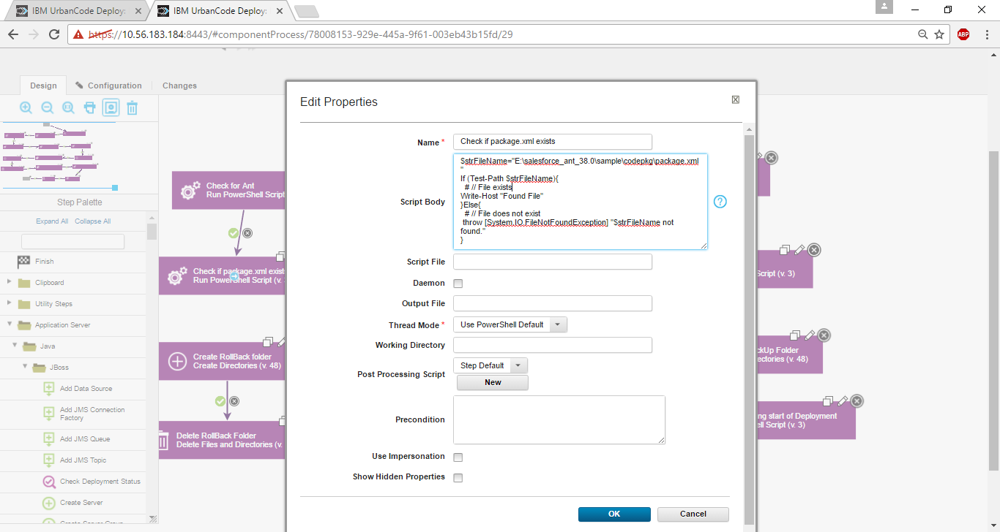 IBM UrbanCode Deploy:
IBM UrbanCode Deploy:
https://10.56.183.184:8443/#componentProcess/78008153-929e-445a-9f61-003eb43b15fd/29
ABP
Design
Configuration
Changes
Step Palette
Expand All Collapse All
Finish
Clipboard
Utility Steps
Application Server
Java
JBoss
Add Data Source
Add JMS Connection
Factory
Add JMS Queue
Add JMS Topic
Check Deployment Status
Create Server
Create Server Group
Check for Ant
Run PowerShell Script
Check if package.xml exist
Run PowerShell Script (v.
Create RollBack folder
Create Directories (v. 48)
Delete RollBack Folder
Delete Files and Directories (v.
Edit Properties
Name *
Check if package.xml exists
Script Body
$strFileName="E:\salesforce_ant_38.0\sample\codepkg\package.xml
"
If (Test-Path $strFileName){
# // File exists
Write-Host "Found File"
}Else{
# // File does not exist
throw [System.IO.FileNotFoundException] "$strFileName not
found."
}
?
Script File
Daemon
Output File
Thread Mode *
Use PowerShell Default
Working Directory
Post Processing Script
Step Default
New
Precondition
Use Impersonation
Show Hidden Properties
OK
Cancel
Script (v. 3)
ckUp Folder
ectories (v. 48)
ng start of Deployment
ell Script (v. 3)